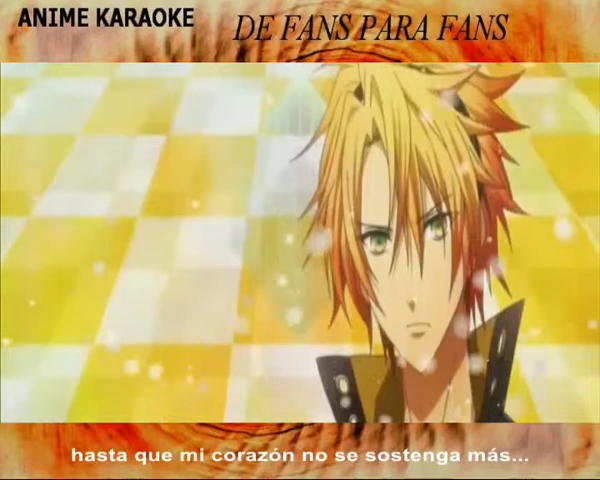 ANIME KARAOKE
DE FANS PARA FANS
hasta que mi corazón no se sostenga más...